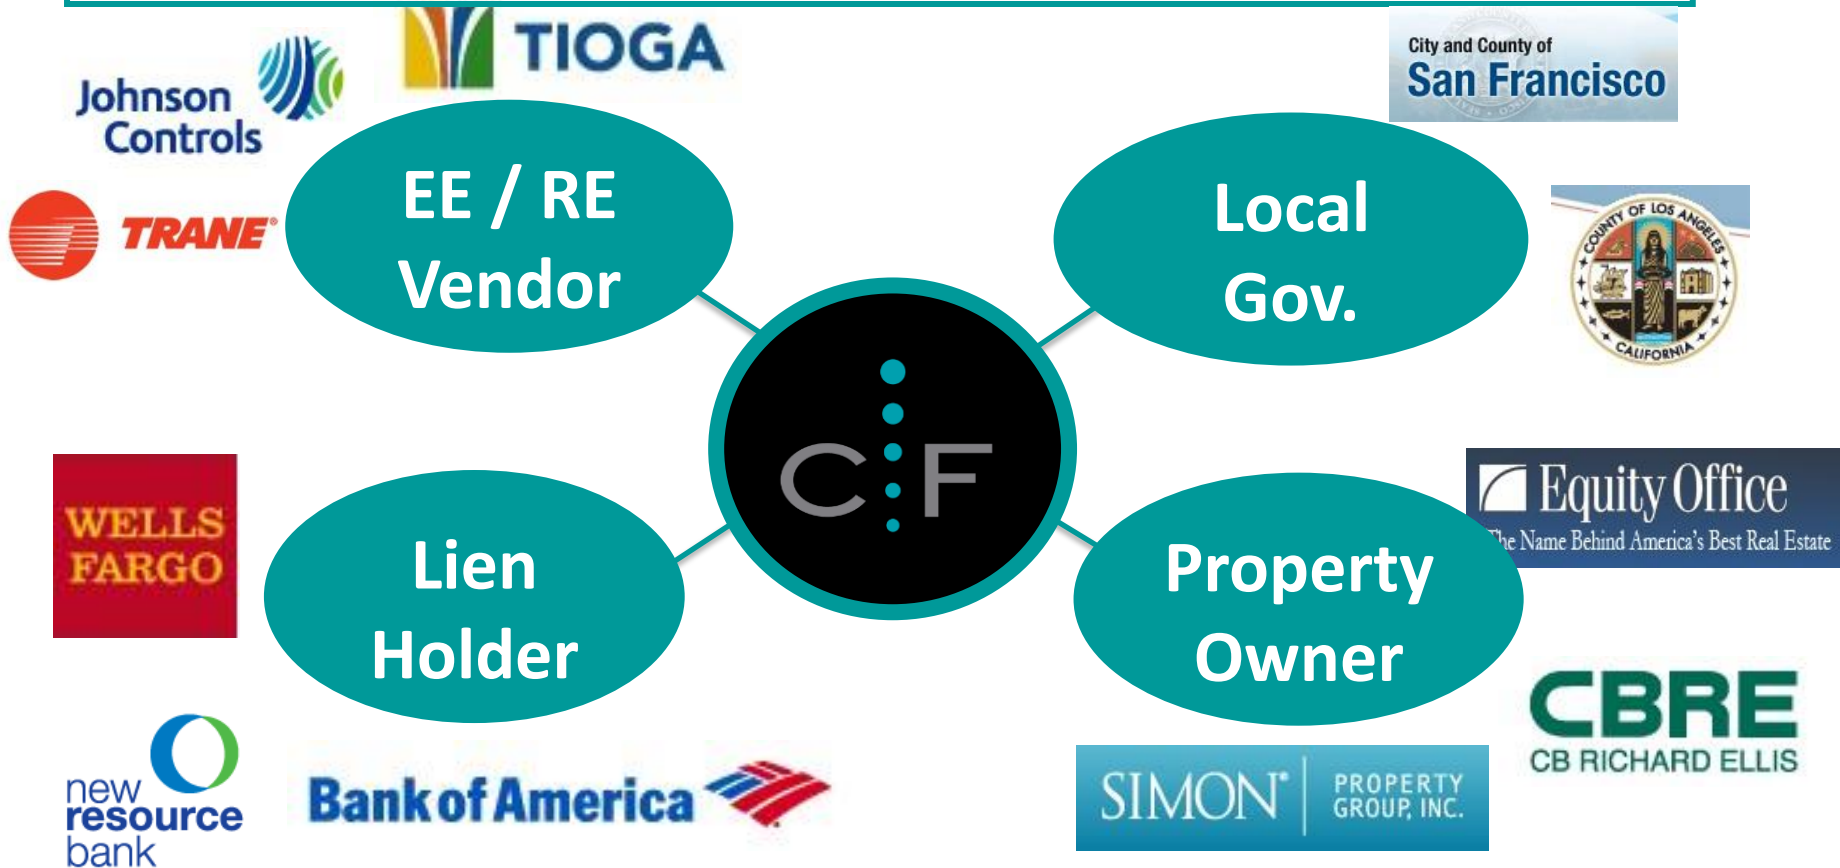 TIOGA
Johnson
Controls
TRANE®
EE / RE
Vendor
City and County of
San Francisco
Local
Gov.
COUNTY OF LOS ANGELES
CALIFORNIA
C F
WELLS
FARGO
Lien
Holder
new
resource
bank
Bank of America
Equity Office
The Name Behind America's Best Real Estate
Property
Owner
CBRE
CB RICHARD ELLIS
SIMON®
PROPERTY
GROUP, INC.